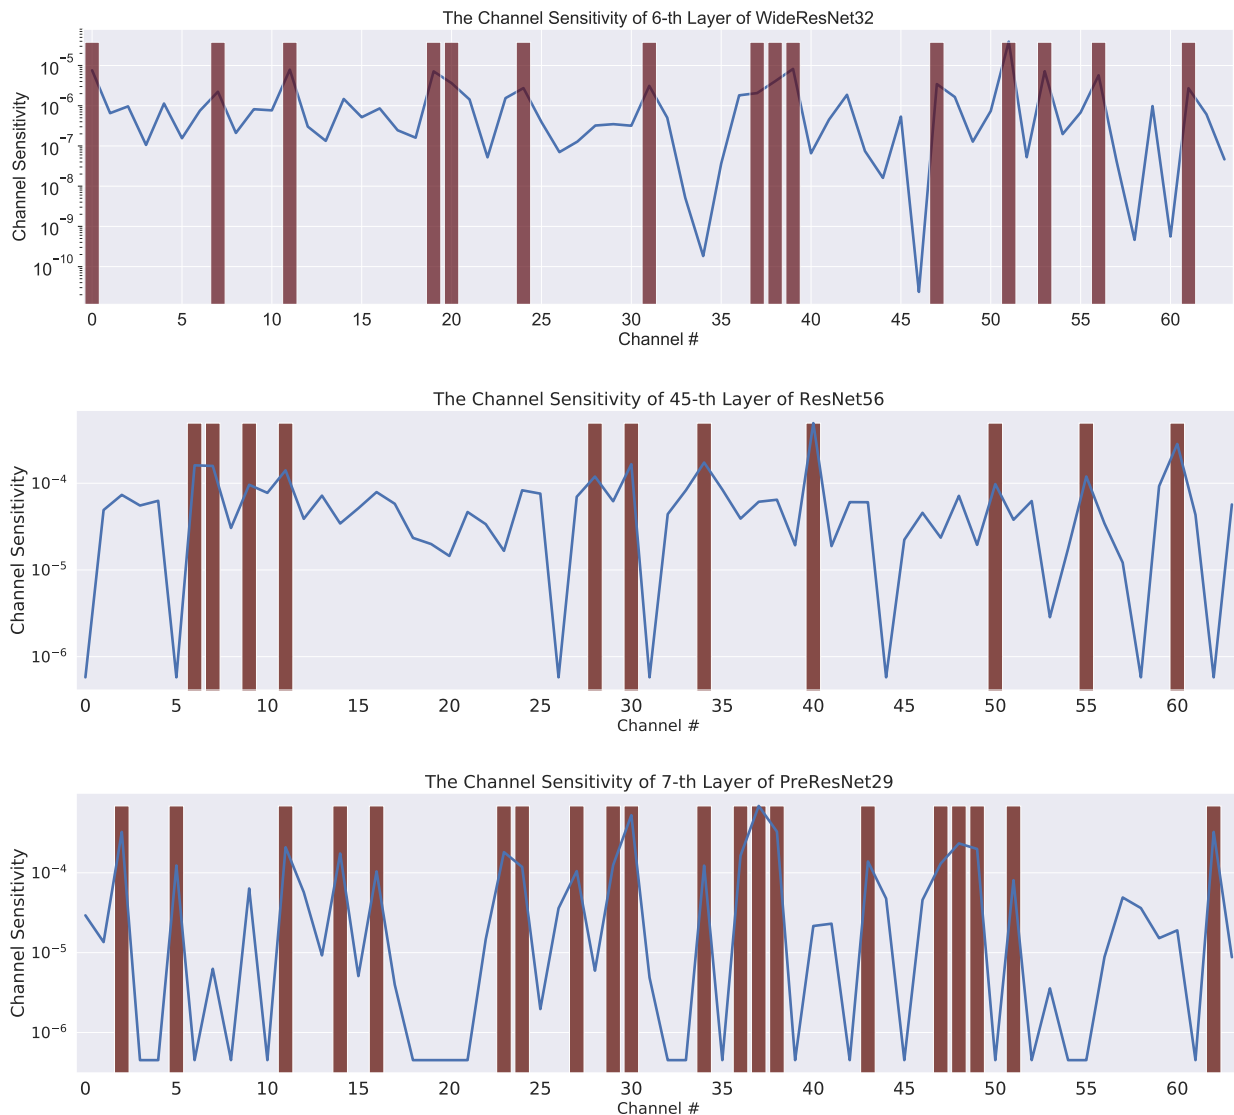 The Channel Sensitivity of 6-th Layer of WideResNet32
Channel Sensitivity
10⁻⁵
10⁻⁶
10⁻⁷
10⁻⁸
10⁻⁹
10⁻¹⁰
0 5 10 15 20 25 30 35 40 45 50 55 60
Channel #
The Channel Sensitivity of 45-th Layer of ResNet56
Channel Sensitivity
10⁻⁴
10⁻⁵
10⁻⁶
0 5 10 15 20 25 30 35 40 45 50 55 60
Channel #
The Channel Sensitivity of 7-th Layer of PreResNet29
Channel Sensitivity
10⁻⁴
10⁻⁵
10⁻⁶
0 5 10 15 20 25 30 35 40 45 50 55 60
Channel #